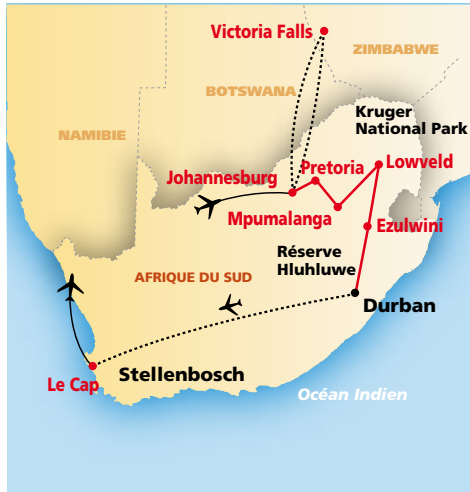 Victoria Falls
ZIMBABWE
BOTSWANA
Kruger
National Park
NAMIBIE
Pretoria
Lowveld
Johannesburg
Mpumalanga
Ezulwini
Réserve
Hluhluwe
AFRIQUE DU SUD
Durban
Le Cap
Stellenbosch
Océan Indien